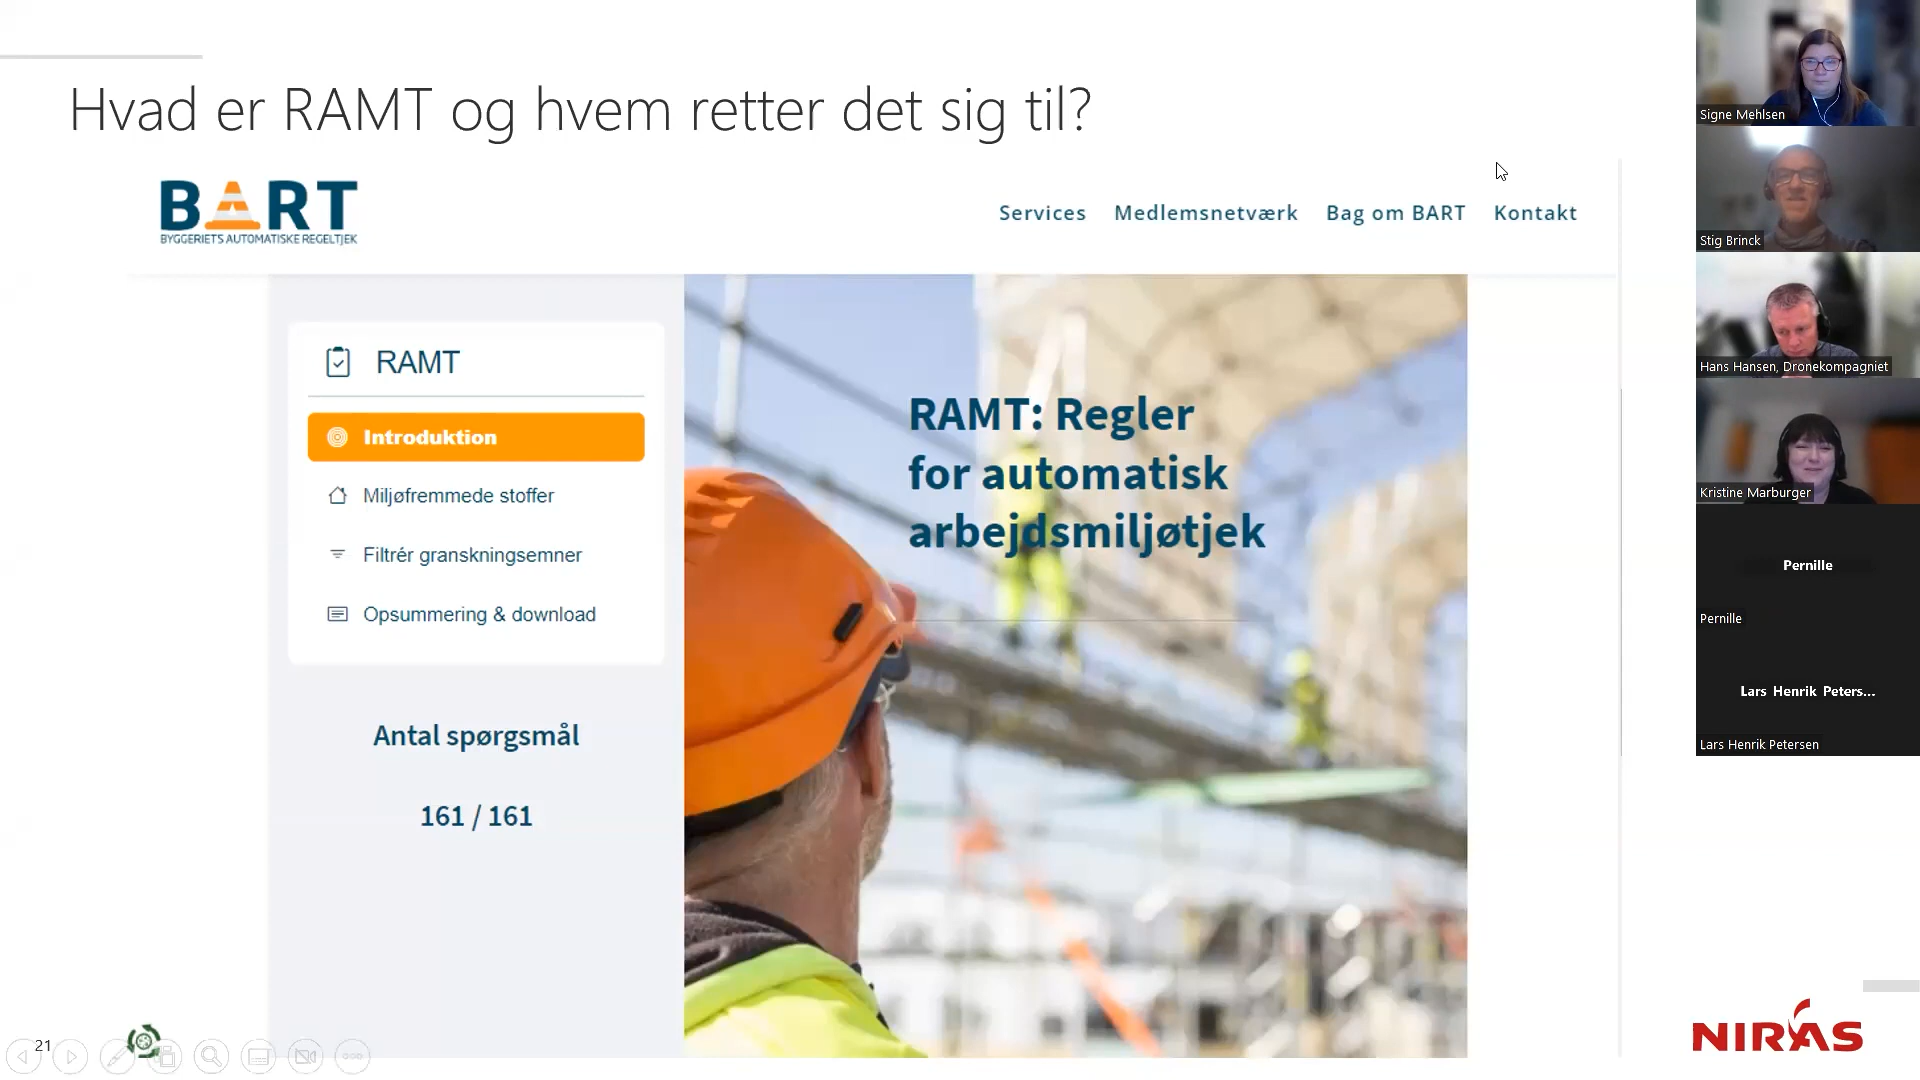 Hvad er RAMT og hvem retter det sig til?
BART
BYGGERIETS AUTOMATISKE REGELTJEK
Services
Medlemsnetværk
Bag om BART
Kontakt
RAMT
Introduktion
Miljøfremmede stoffer
Filtrér granskningsemner
Opsummering & download
Antal spørgsmål
161 / 161
RAMT: Regler
for automatisk
arbejdsmiljøtjek
21
NIRAS
Signe Mehlsen
Stig Brinck
Hans Hansen, Dronekompagniet
Kristine Marburger
Pernille
Pernille
Lars Henrik Peters...
Lars Henrik Petersen